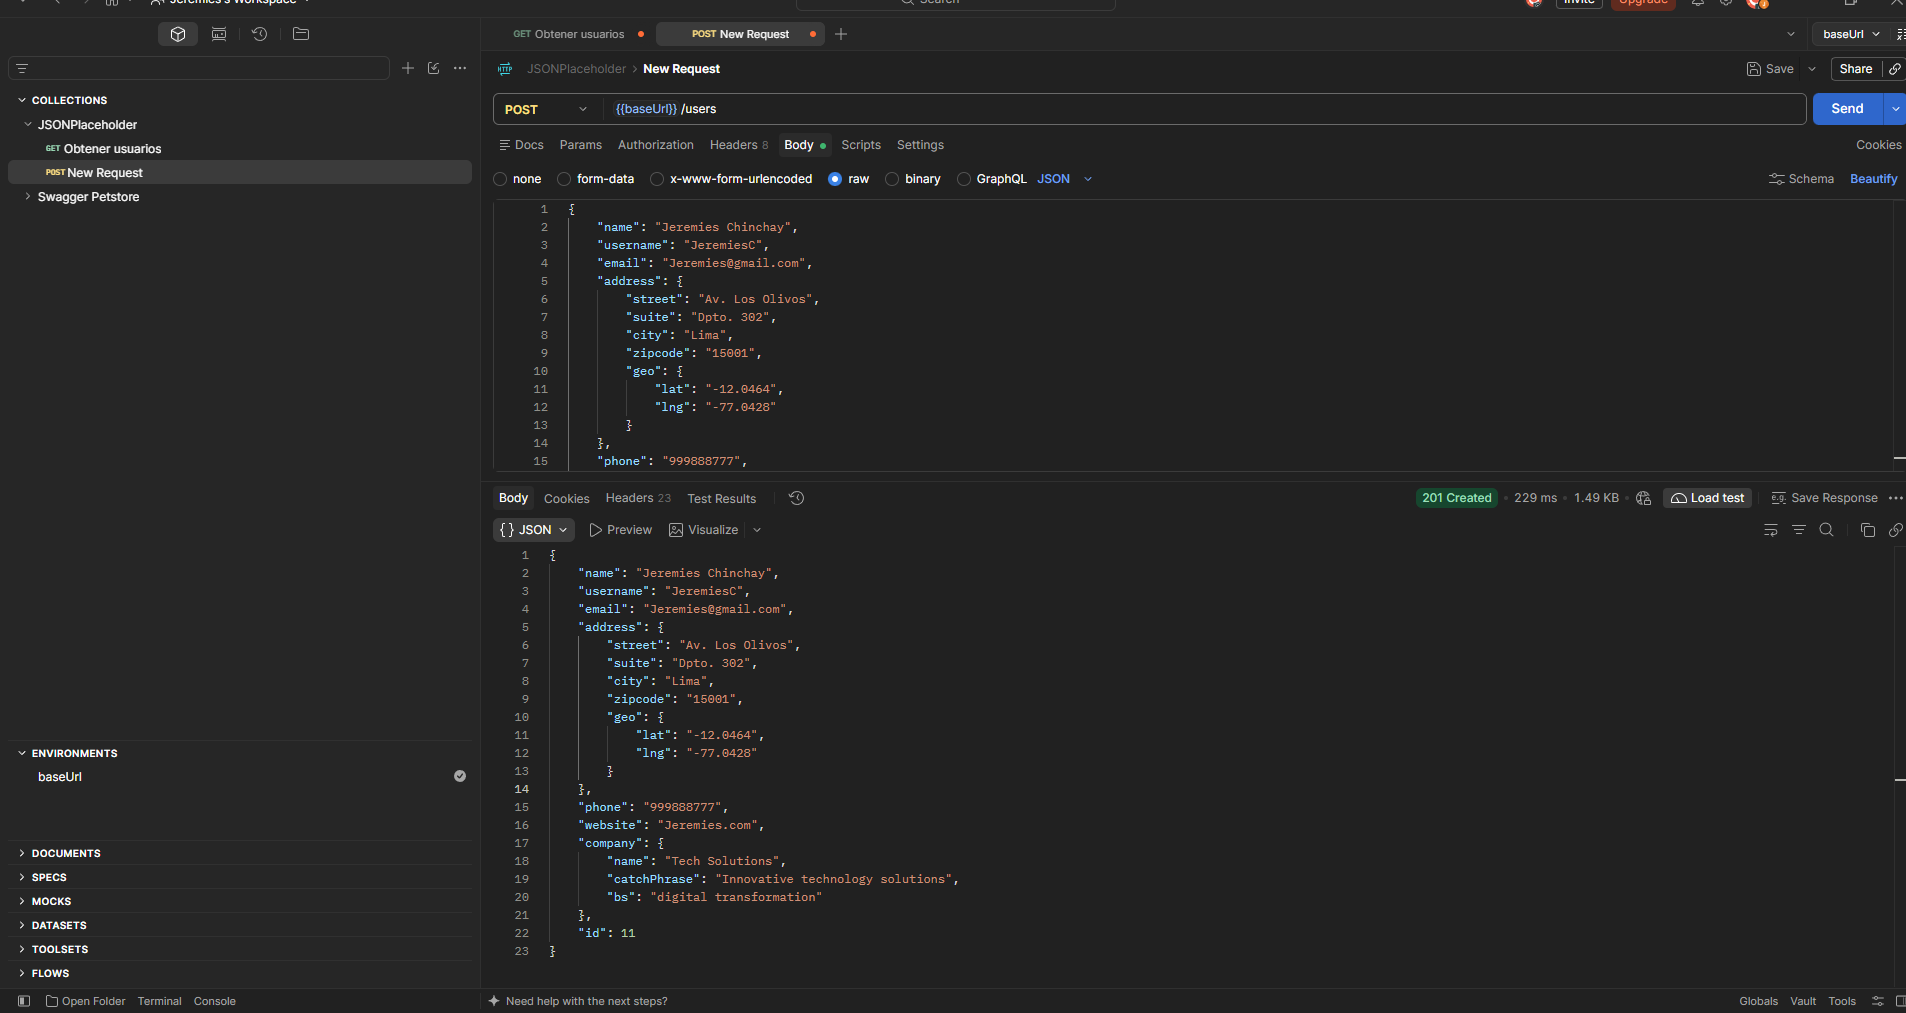 Jeremies's Workspace
Search
Invite
Upgrade
GET Obtener usuarios
POST New Request
baseUrl
JSONPlaceholder > New Request
Save
Share
COLLECTIONS
JSONPlaceholder
GET Obtener usuarios
POST New Request
Swagger Petstore
POST
{{baseUrl}} /users
Send
Docs Params Authorization Headers 8 Body Scripts Settings
Cookies
none form-data x-www-form-urlencoded raw binary GraphQL JSON
Schema Beautify
1 {
2 "name": "Jeremies Chinchay",
3 "username": "JeremiesC",
4 "email": "Jeremies@gmail.com",
5 "address": {
6 "street": "Av. Los Olivos",
7 "suite": "Dpto. 302",
8 "city": "Lima",
9 "zipcode": "15001",
10 "geo": {
11 "lat": "-12.0464",
12 "lng": "-77.0428"
13 }
14 },
15 "phone": "999888777",
Body Cookies Headers 23 Test Results
201 Created • 229 ms • 1.49 KB
Load test
e.g. Save Response
{} JSON
Preview
Visualize
1 {
2 "name": "Jeremies Chinchay",
3 "username": "JeremiesC",
4 "email": "Jeremies@gmail.com",
5 "address": {
6 "street": "Av. Los Olivos",
7 "suite": "Dpto. 302",
8 "city": "Lima",
9 "zipcode": "15001",
10 "geo": {
11 "lat": "-12.0464",
12 "lng": "-77.0428"
13 }
14 },
15 "phone": "999888777",
16 "website": "Jeremies.com",
17 "company": {
18 "name": "Tech Solutions",
19 "catchPhrase": "Innovative technology solutions",
20 "bs": "digital transformation"
21 },
22 "id": 11
23 }
ENVIRONMENTS
baseUrl
DOCUMENTS
SPECS
MOCKS
DATASETS
TOOLSETS
FLOWS
Open Folder Terminal Console
Need help with the next steps?
Globals Vault Tools